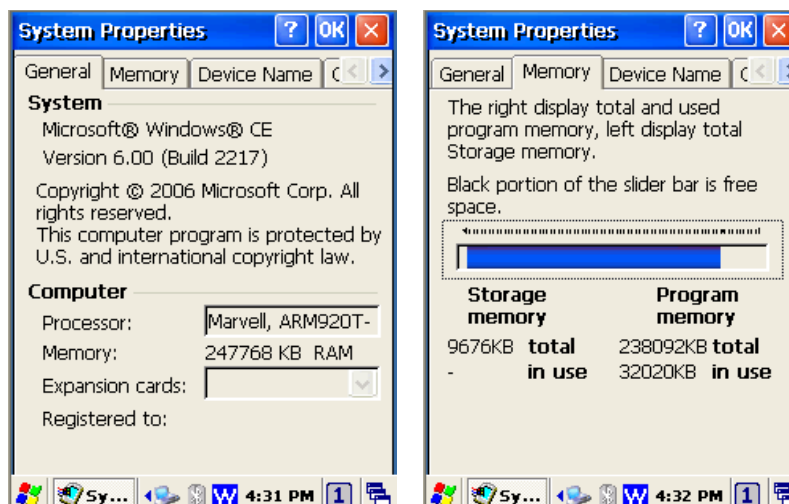 System Properties ? OK ×
General Memory Device Name C < >
System
Microsoft® Windows® CE
Version 6.00 (Build 2217)
Copyright © 2006 Microsoft Corp. All
rights reserved.
This computer program is protected by
U.S. and international copyright law.
Computer
Processor: Marvell, ARM920T-
Memory: 247768 KB RAM
Expansion cards:
Registered to:
Sy... W 4:31 PM 1
System Properties ? OK ×
General Memory Device Name C <
The right display total and used
program memory, left display total
Storage memory.
Black portion of the slider bar is free
space.
Storage Program
memory memory
9676KB total 238092KB total
- in use 32020KB in use
Sy... W 4:32 PM 1